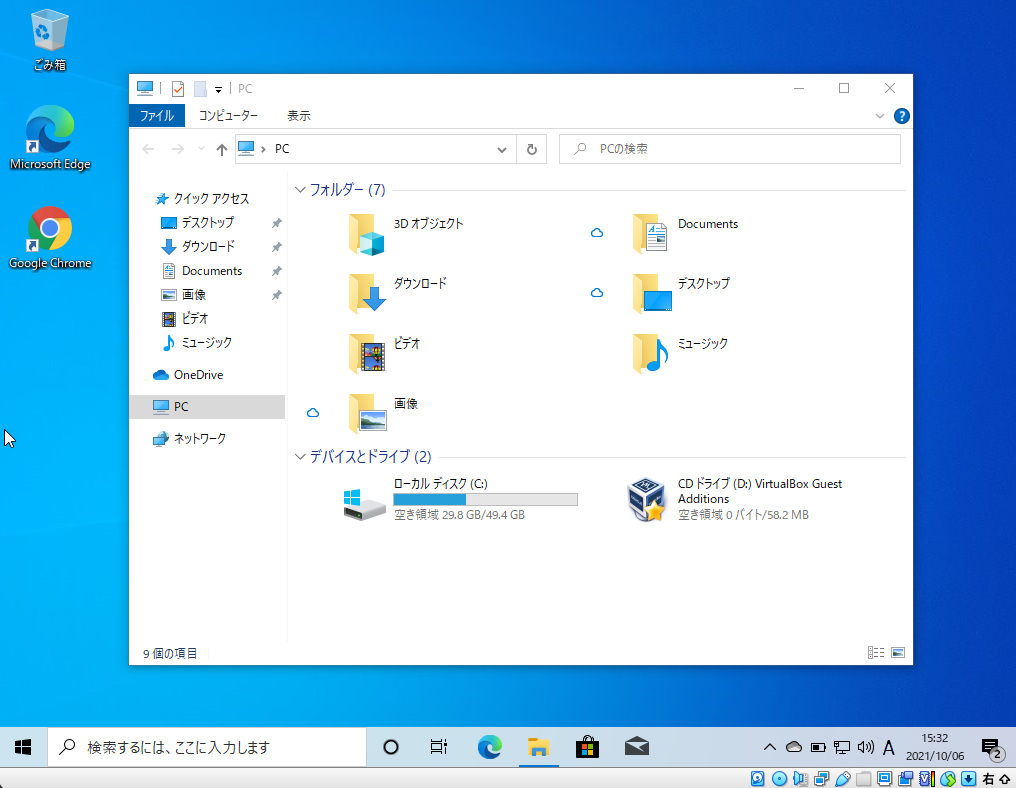 ごみ箱
Microsoft Edge
Google Chrome
PC
ファイル
コンピューター
表示
PC
PCの検索
クイック アクセス
デスクトップ
ダウンロード
Documents
画像
ビデオ
ミュージック
OneDrive
PC
ネットワーク
フォルダー (7)
3D オブジェクト
Documents
ダウンロード
デスクトップ
ビデオ
ミュージック
画像
デバイスとドライブ (2)
ローカル ディスク (C:)
空き領域 29.8 GB/49.4 GB
CD ドライブ (D:) VirtualBox Guest
Additions
空き領域 0 バイト/58.2 MB
9 個の項目
検索するには、ここに入力します
A
15:32
2021/10/06
2
右